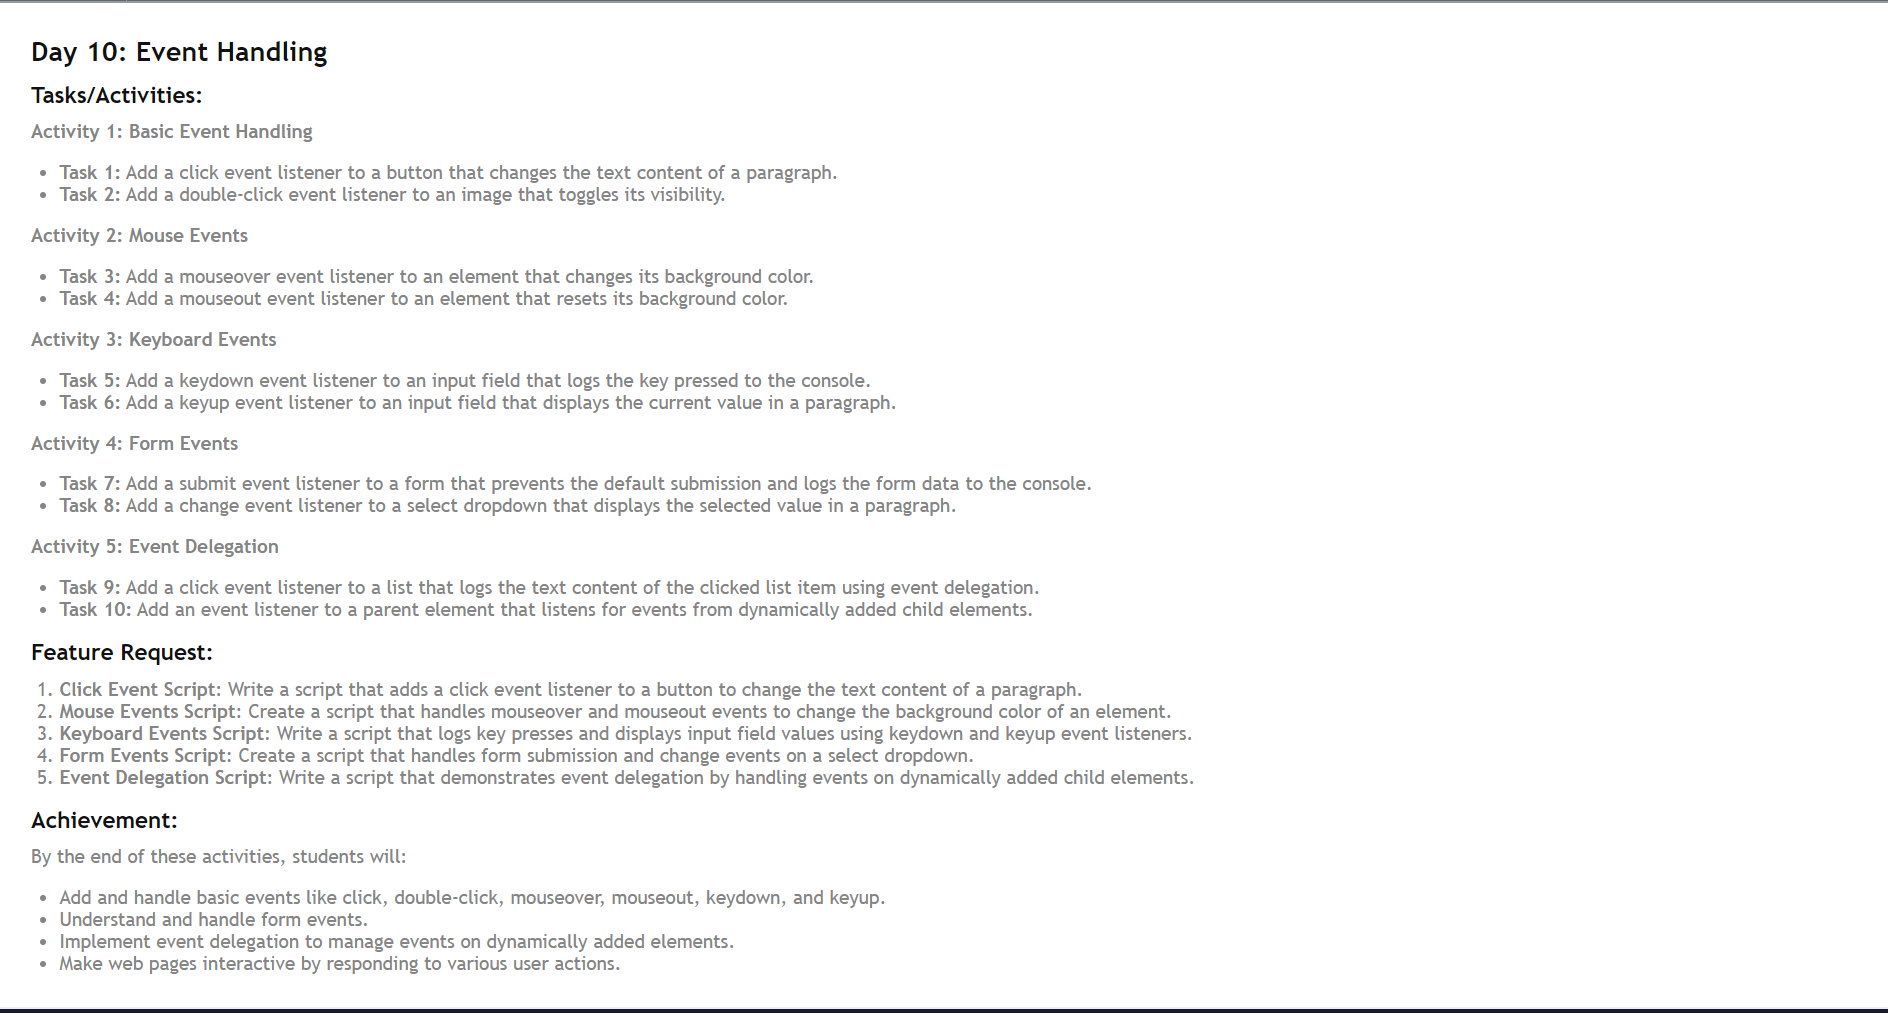 Day 10: Event Handling
Tasks/Activities:
Activity 1: Basic Event Handling
• Task 1: Add a click event listener to a button that changes the text content of a paragraph.
• Task 2: Add a double-click event listener to an image that toggles its visibility.
Activity 2: Mouse Events
• Task 3: Add a mouseover event listener to an element that changes its background color.
• Task 4: Add a mouseout event listener to an element that resets its background color.
Activity 3: Keyboard Events
• Task 5: Add a keydown event listener to an input field that logs the key pressed to the console.
• Task 6: Add a keyup event listener to an input field that displays the current value in a paragraph.
Activity 4: Form Events
• Task 7: Add a submit event listener to a form that prevents the default submission and logs the form data to the console.
• Task 8: Add a change event listener to a select dropdown that displays the selected value in a paragraph.
Activity 5: Event Delegation
• Task 9: Add a click event listener to a list that logs the text content of the clicked list item using event delegation.
• Task 10: Add an event listener to a parent element that listens for events from dynamically added child elements.
Feature Request:
1. Click Event Script: Write a script that adds a click event listener to a button to change the text content of a paragraph.
2. Mouse Events Script: Create a script that handles mouseover and mouseout events to change the background color of an element.
3. Keyboard Events Script: Write a script that logs key presses and displays input field values using keydown and keyup event listeners.
4. Form Events Script: Create a script that handles form submission and change events on a select dropdown.
5. Event Delegation Script: Write a script that demonstrates event delegation by handling events on dynamically added child elements.
Achievement:
By the end of these activities, students will:
• Add and handle basic events like click, double-click, mouseover, mouseout, keydown, and keyup.
• Understand and handle form events.
• Implement event delegation to manage events on dynamically added elements.
• Make web pages interactive by responding to various user actions.